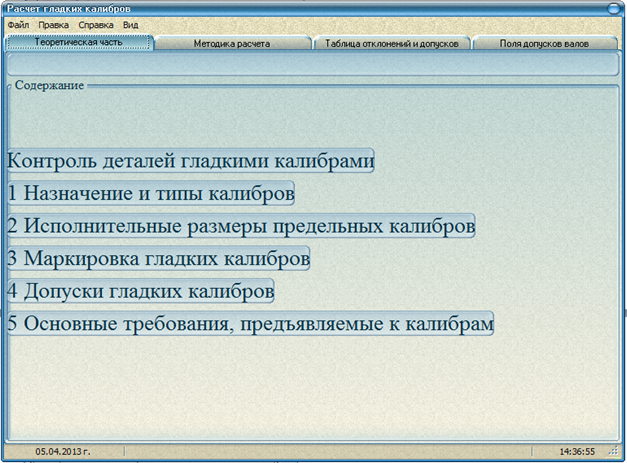 Расчет гладких калибров
Файл Правка Справка Вид
Теоретическая часть Методика расчета Таблица отклонений и допусков Поля допусков валов
Содержание
Контроль деталей гладкими калибрами
1 Назначение и типы калибров
2 Исполнительные размеры предельных калибров
3 Маркировка гладких калибров
4 Допуски гладких калибров
5 Основные требования, предъявляемые к калибрам
05.04.2013 г. 14:36:55